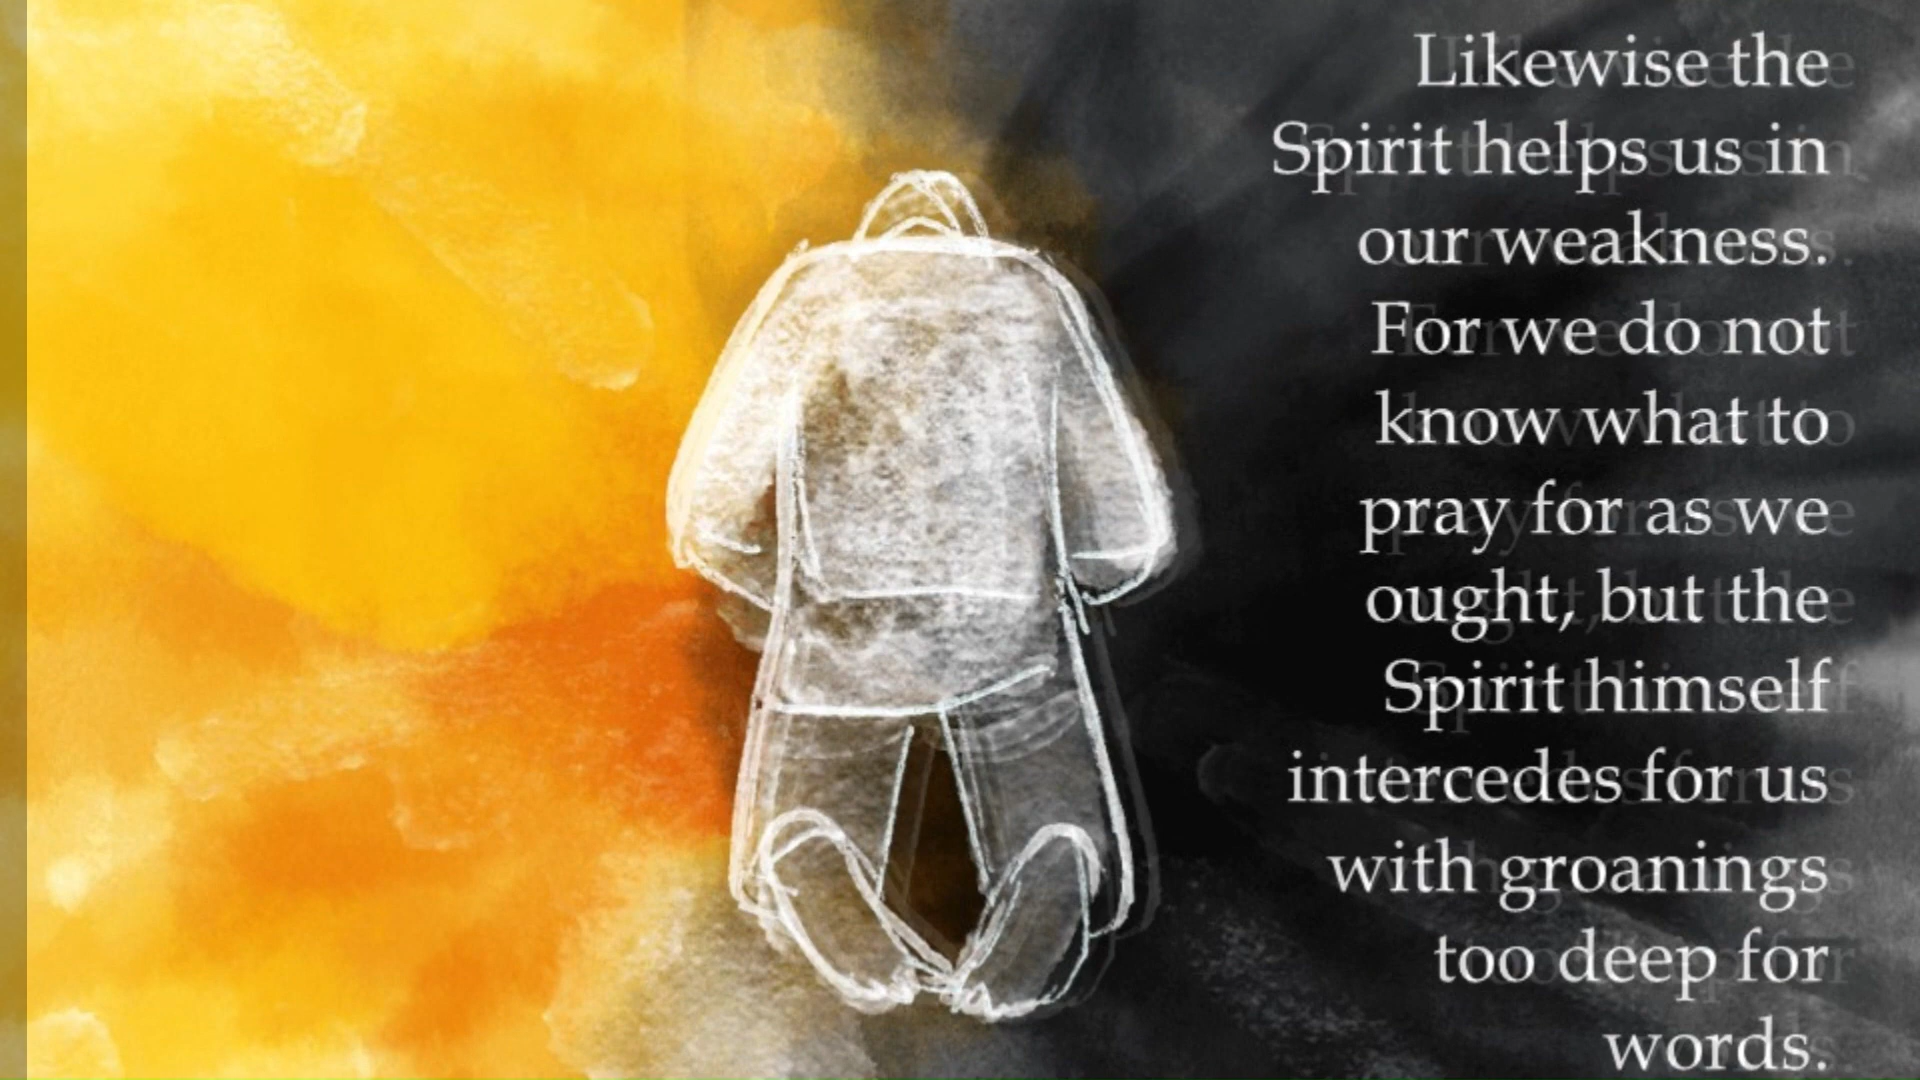 Likewise the
Spirit helps us in
our weakness.
For we do not
know what to
pray for as we
ought, but the
Spirit himself
intercedes for us
with groanings
too deep for
words.